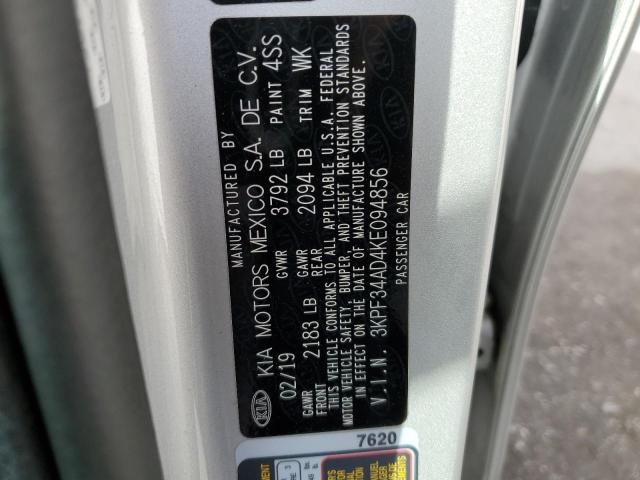 MANUFACTURED BY
KIA KIA MOTORS MEXICO S.A. DE C.V.
02/19 GVWR 3792 LB PAINT 4SS
GAWR FRONT 2183 LB GAWR REAR 2094 LB TRIM WK
THIS VEHICLE CONFORMS TO ALL APPLICABLE U.S.A. FEDERAL
MOTOR VEHICLE SAFETY, BUMPER, AND THEFT PREVENTION STANDARDS
IN EFFECT ON THE DATE OF MANUFACTURE SHOWN ABOVE.
V.I.N. 3KPF34AD4KE094856
PASSENGER CAR
7620